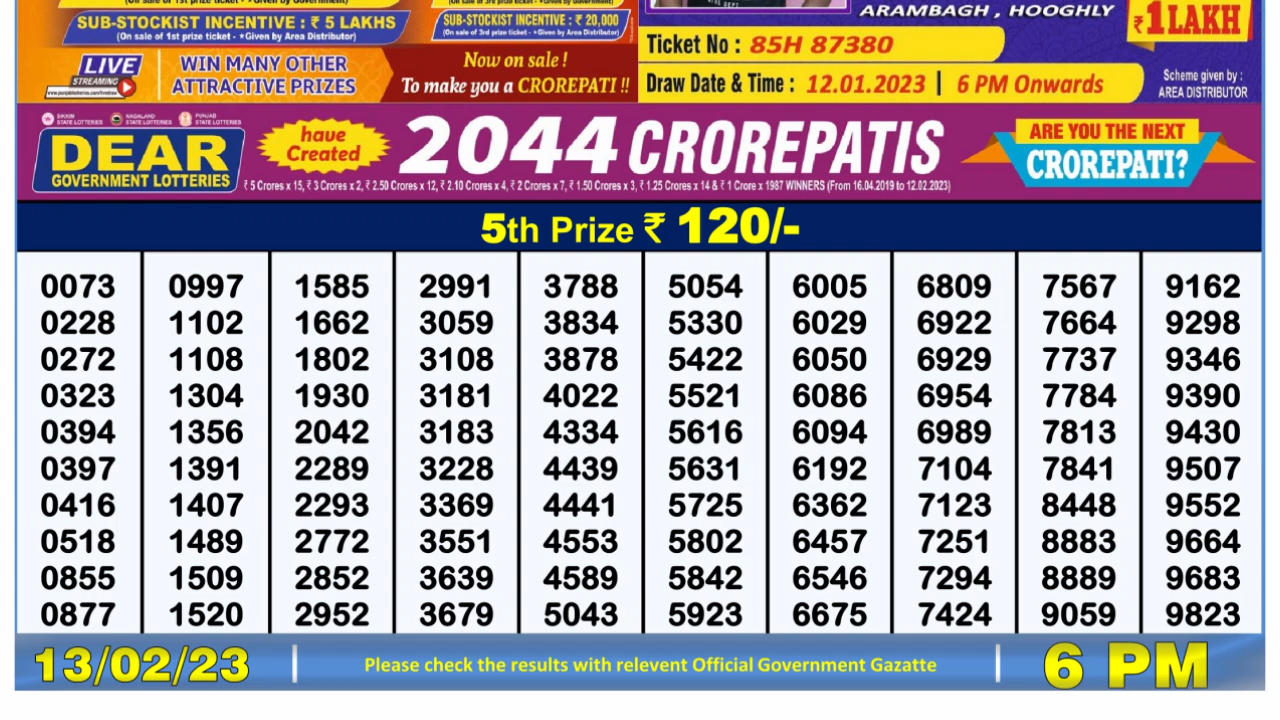 SUB-STOCKIST INCENTIVE : ₹ 5 LAKHS
(On sale of 1st prize ticket - *Given by Area Distributor)
SUB-STOCKIST INCENTIVE : ₹ 20,000
(On sale of 3rd prize ticket - *Given by Area Distributor)
LIVE
STREAMING
WIN MANY OTHER
ATTRACTIVE PRIZES
Now on sale !
To make you a CROREPATI !!
ARAMBAGH , HOOGHLY
₹1 LAKH
Ticket No : 85H 87380
Draw Date & Time : 12.01.2023 | 6 PM Onwards
Scheme given by :
AREA DISTRIBUTOR
SIKKIM STATE LOTTERIES
NAGALAND STATE LOTTERIES
PUNJAB STATE LOTTERIES
DEAR
GOVERNMENT LOTTERIES
have
Created
2044 CROREPATIS
₹ 5 Crores x 15, ₹ 3 Crores x 2, ₹ 2.50 Crores x 12, ₹ 2.10 Crores x 4, ₹ 2 Crores x 7, ₹ 1.50 Crores x 3, ₹ 1.25 Crores x 14 & ₹ 1 Crore x 1987 WINNERS (From 16.04.2019 to 12.02.2023)
ARE YOU THE NEXT
CROREPATI?
5th Prize ₹ 120/-
0073 0997 1585 2991 3788 5054 6005 6809 7567 9162
0228 1102 1662 3059 3834 5330 6029 6922 7664 9298
0272 1108 1802 3108 3878 5422 6050 6929 7737 9346
0323 1304 1930 3181 4022 5521 6086 6954 7784 9390
0394 1356 2042 3183 4334 5616 6094 6989 7813 9430
0397 1391 2289 3228 4439 5631 6192 7104 7841 9507
0416 1407 2293 3369 4441 5725 6362 7123 8448 9552
0518 1489 2772 3551 4553 5802 6457 7251 8883 9664
0855 1509 2852 3639 4589 5842 6546 7294 8889 9683
0877 1520 2952 3679 5043 5923 6675 7424 9059 9823
13/02/23 | Please check the results with relevent Official Government Gazatte | 6 PM